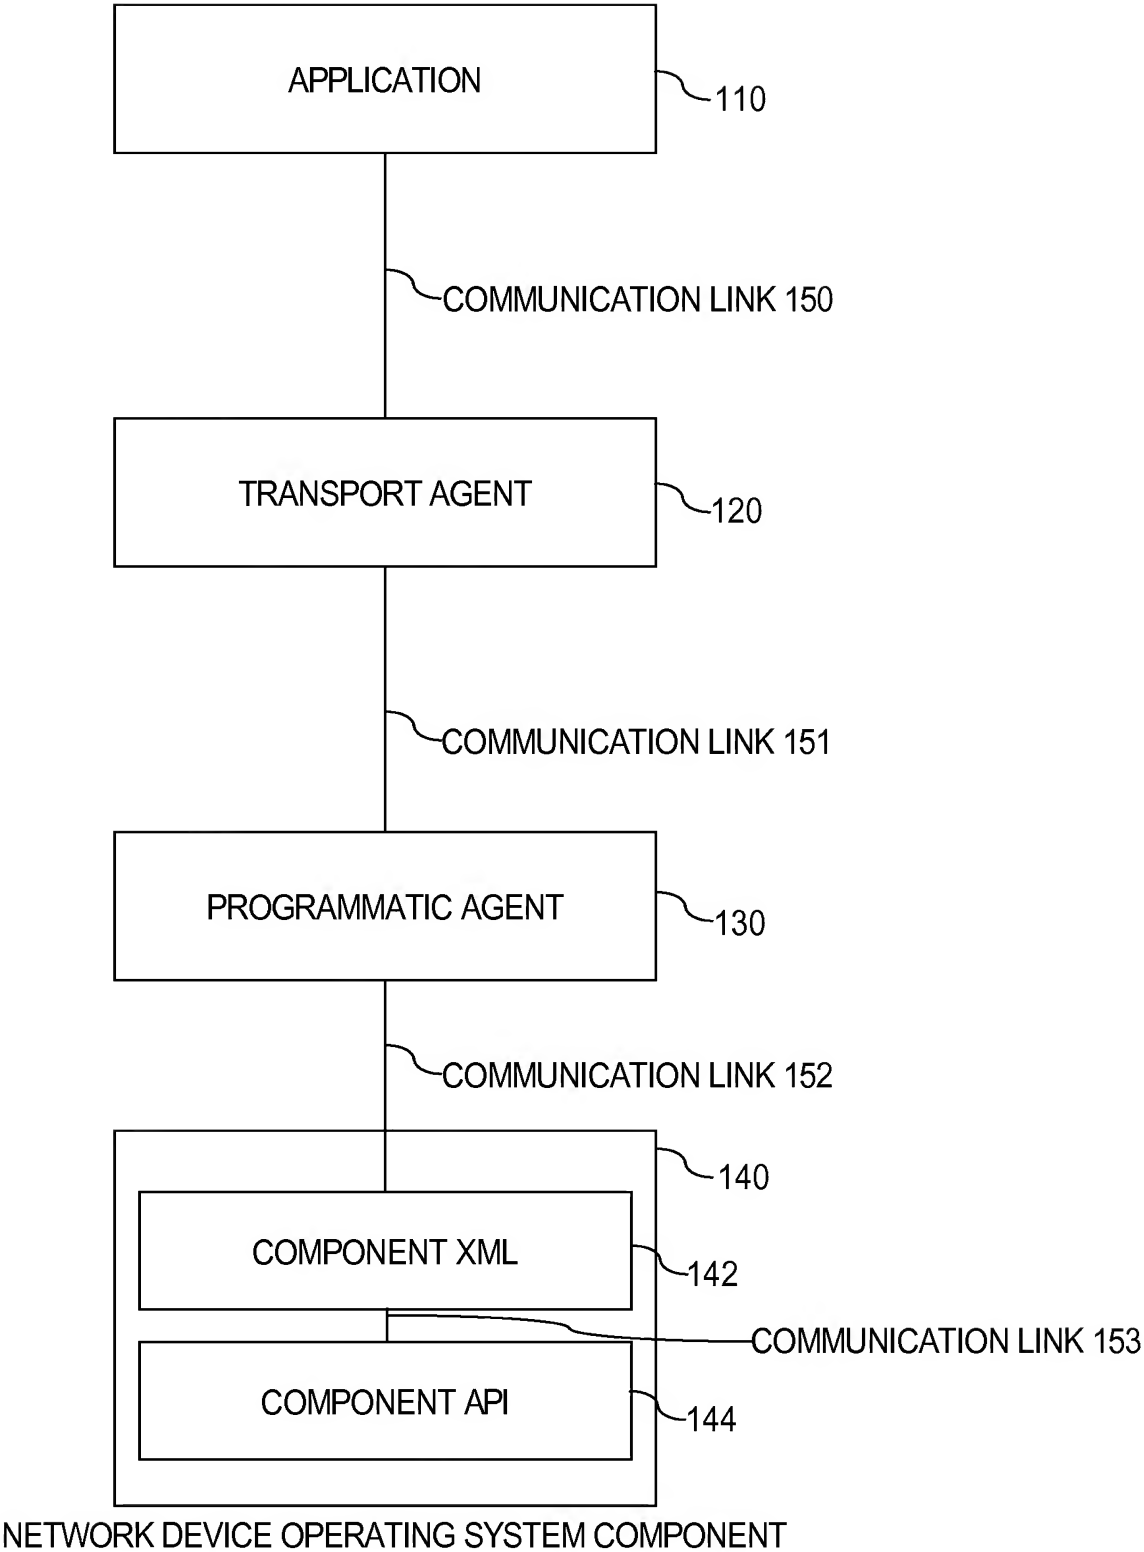 APPLICATION
110
COMMUNICATION LINK 150
TRANSPORT AGENT
120
COMMUNICATION LINK 151
PROGRAMMATIC AGENT
130
COMMUNICATION LINK 152
140
COMPONENT XML
142
COMMUNICATION LINK 153
COMPONENT API
144
NETWORK DEVICE OPERATING SYSTEM COMPONENT